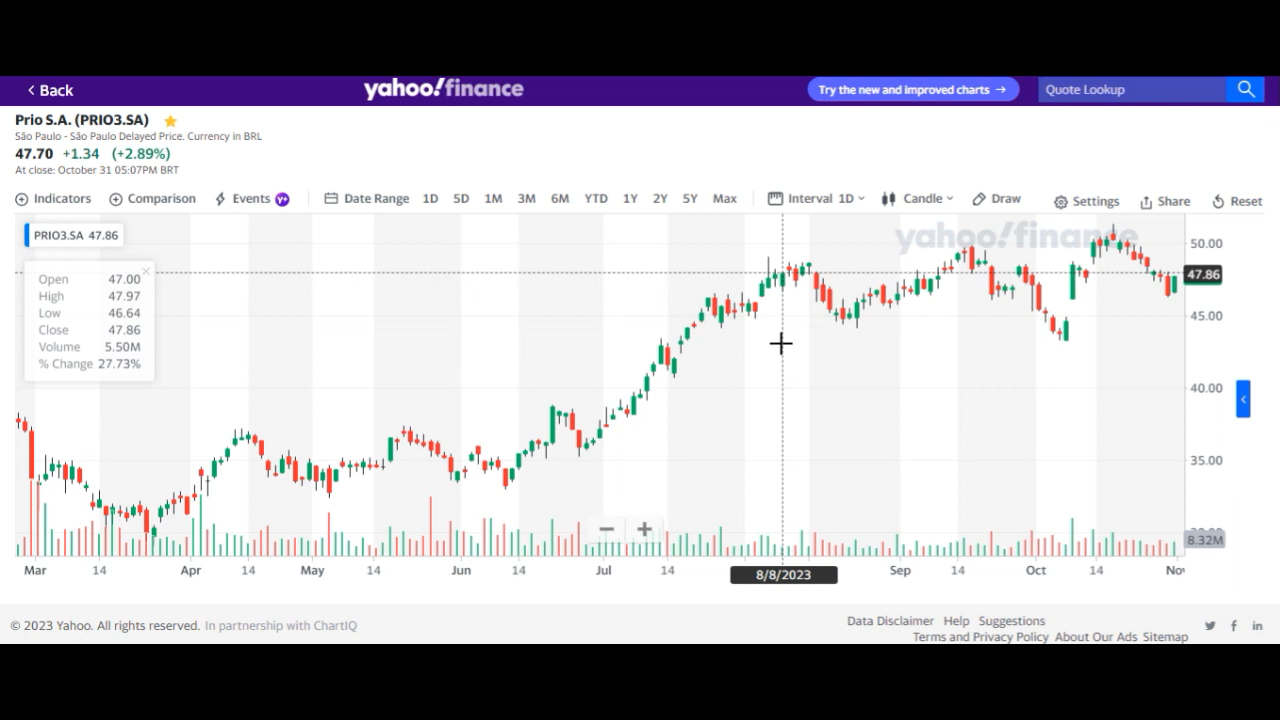 Back
yahoo!finance
Try the new and improved charts →
Quote Lookup
Prio S.A. (PRIO3.SA)
São Paulo - São Paulo Delayed Price. Currency in BRL
47.70 +1.34 (+2.89%)
At close: October 31 05:07PM BRT
Indicators Comparison Events Y+ Date Range 1D 5D 1M 3M 6M YTD 1Y 2Y 5Y Max Interval 1D Candle Draw Settings Share Reset
PRIO3.SA 47.86
yahoo!finance
50.00
Open 47.00
47.86
High 47.97
Low 46.64
45.00
Close 47.86
Volume 5.50M
% Change 27.73%
40.00
35.00
8.32M
Mar 14 Apr 14 May 14 Jun 14 Jul 14 8/8/2023 Sep 14 Oct 14 Nov
© 2023 Yahoo. All rights reserved. In partnership with ChartIQ
Data Disclaimer Help Suggestions
Terms and Privacy Policy About Our Ads Sitemap